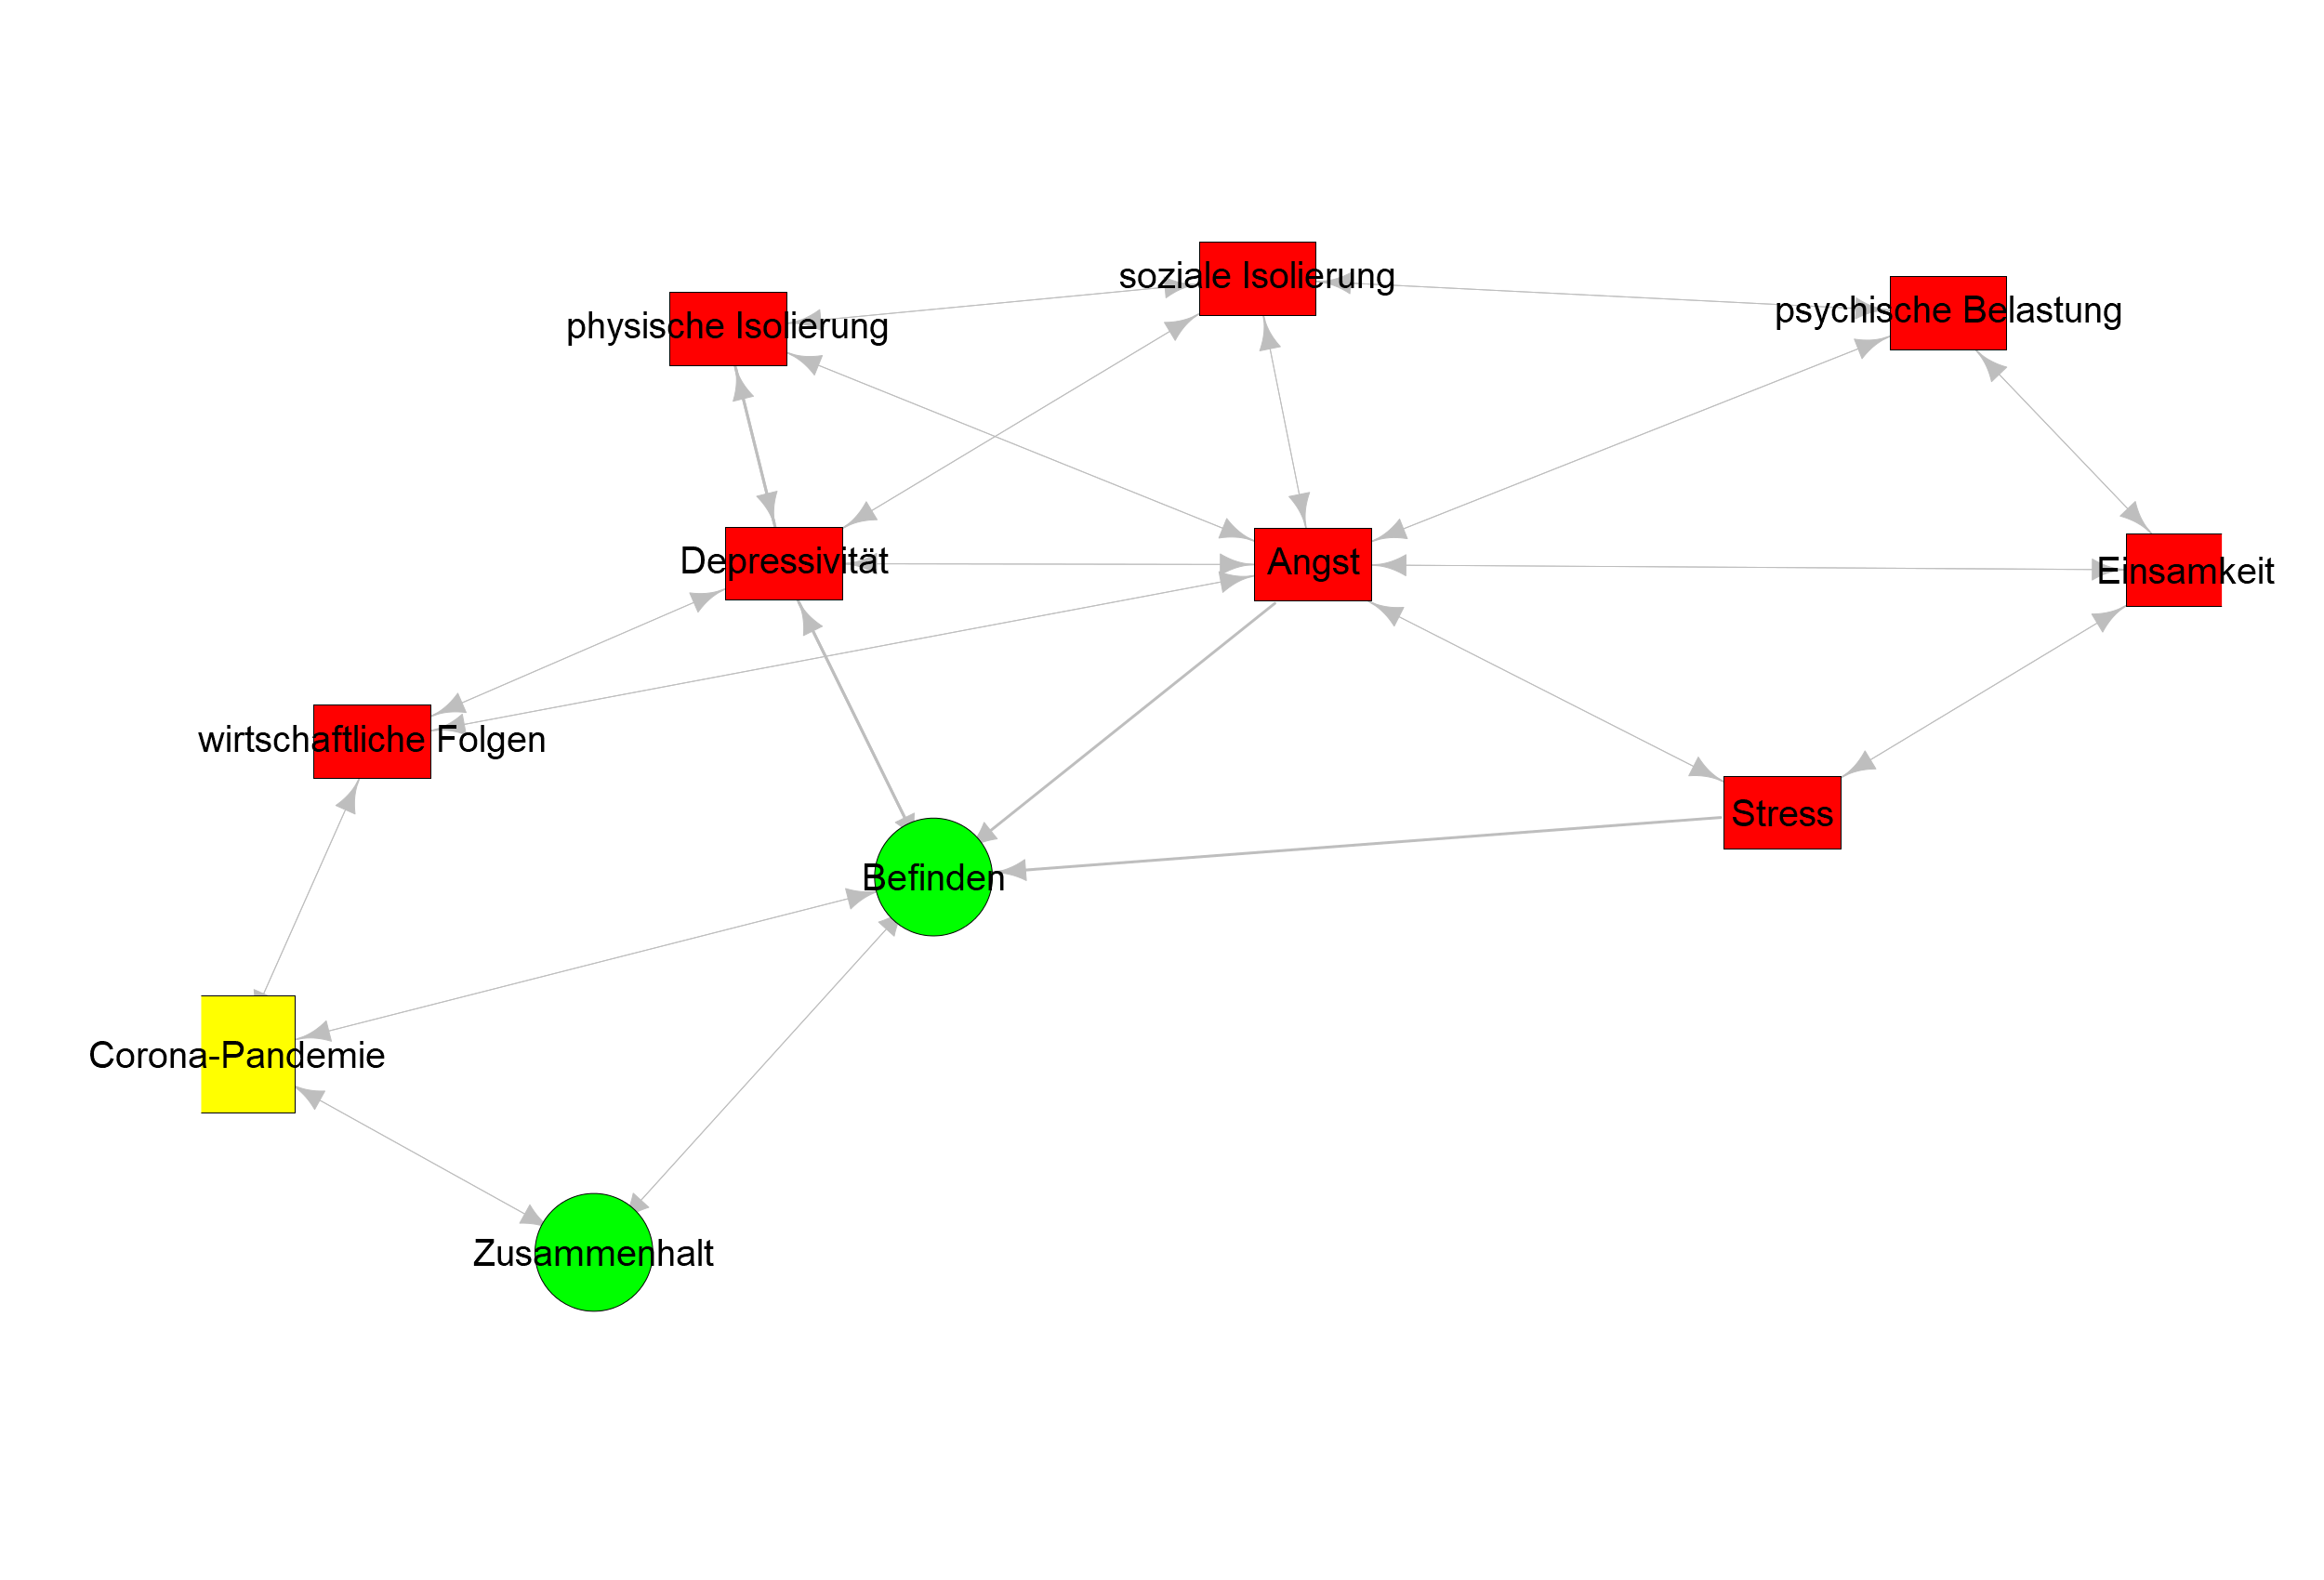 soziale Isolierung
psychische Belastung
physische Isolierung
Depressivität
Angst
Einsamkeit
wirtschaftliche Folgen
Stress
Befinden
Corona-Pandemie
Zusammenhalt